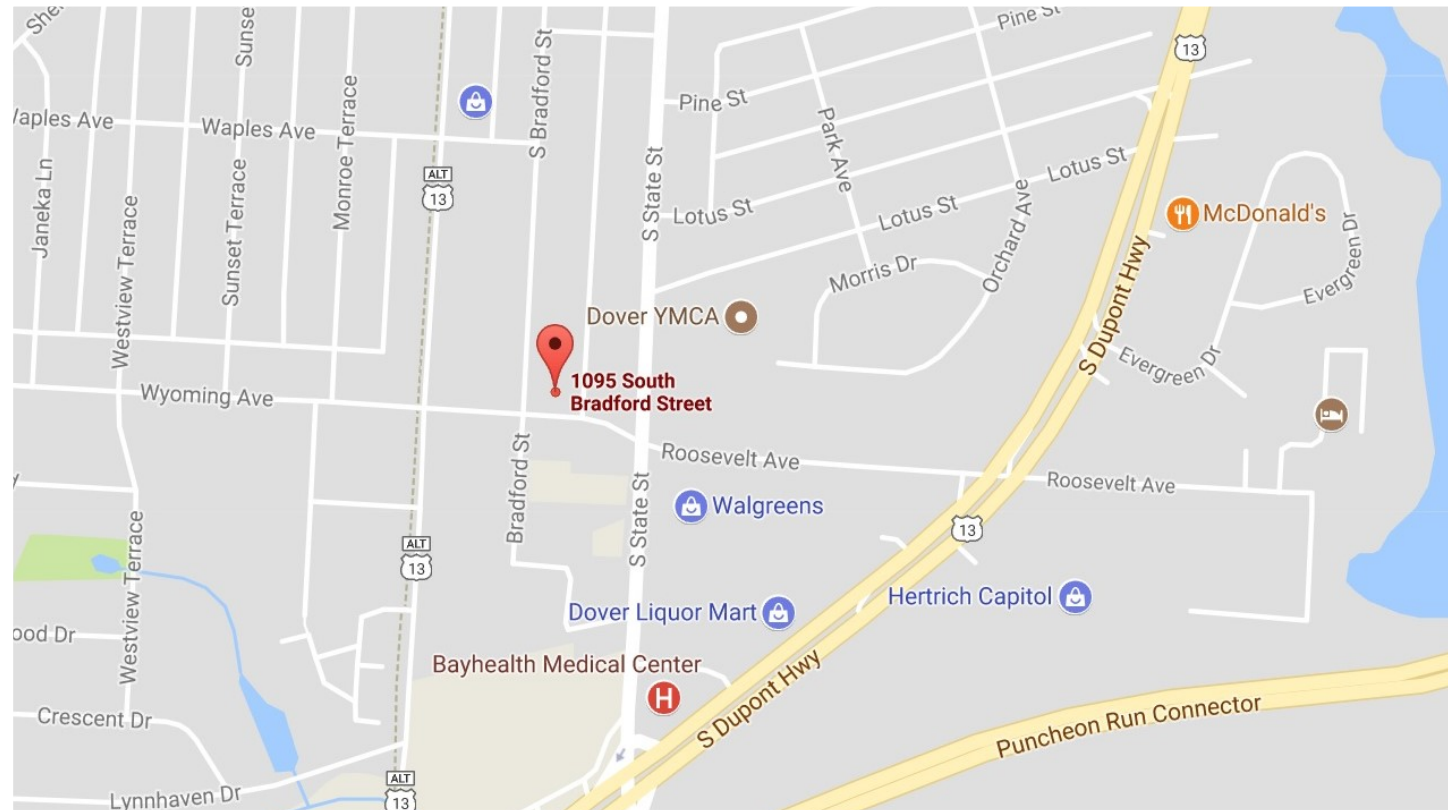 She
Sunset
S Bradford St
Pine St
13
Pine St
Waples Ave
Waples Ave
Park Ave
Monroe Terrace
Janeka Ln
ALT
13
Lotus St
Lotus St
Lotus St
S State St
Orchard Ave
McDonald's
Westview Terrace
Sunset Terrace
Morris Dr
Evergreen Dr
Evergreen Dr
Dover YMCA
S Dupont Hwy
Evergreen Dr
1095 South
Bradford Street
Wyoming Ave
Roosevelt Ave
Roosevelt Ave
Bradford St
S State St
Walgreens
13
ALT
13
Westview Terrace
Dover Liquor Mart
Hertrich Capitol
ood Dr
Bayhealth Medical Center
H
S Dupont Hwy
Crescent Dr
Puncheon Run Connector
ALT
13
Lynnhaven Dr